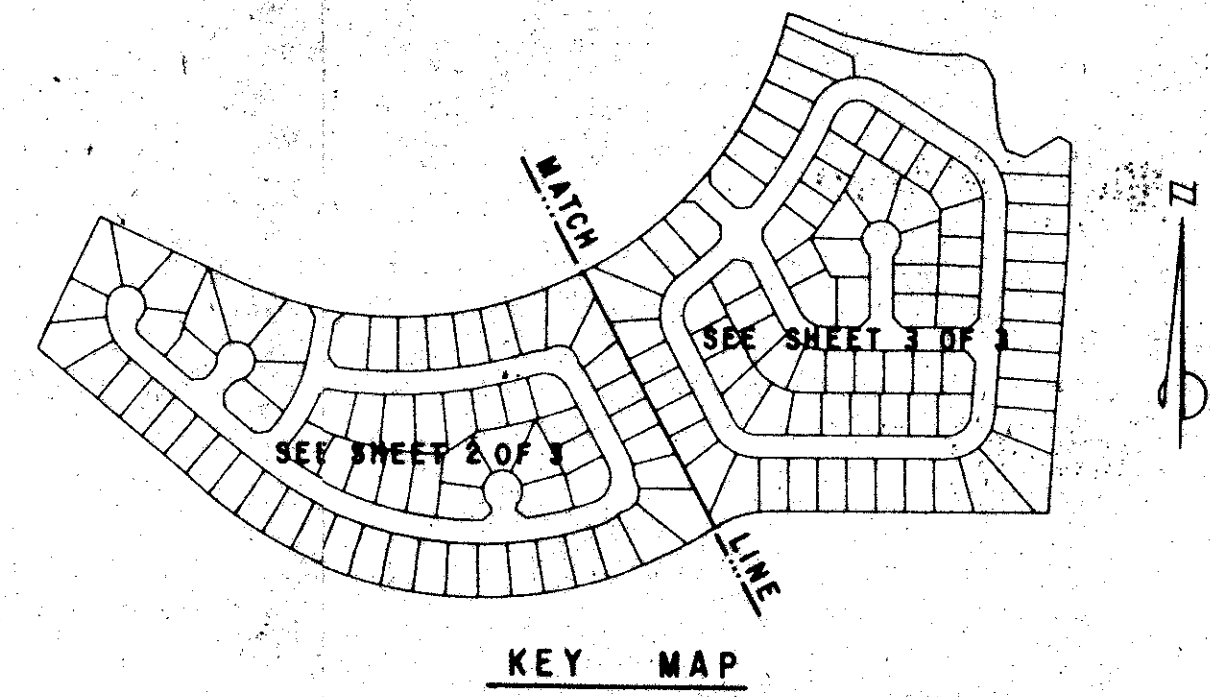 MATCH
N
SEE SHEET 3 OF 3
SEE SHEET 2 OF 3
LINE
KEY MAP